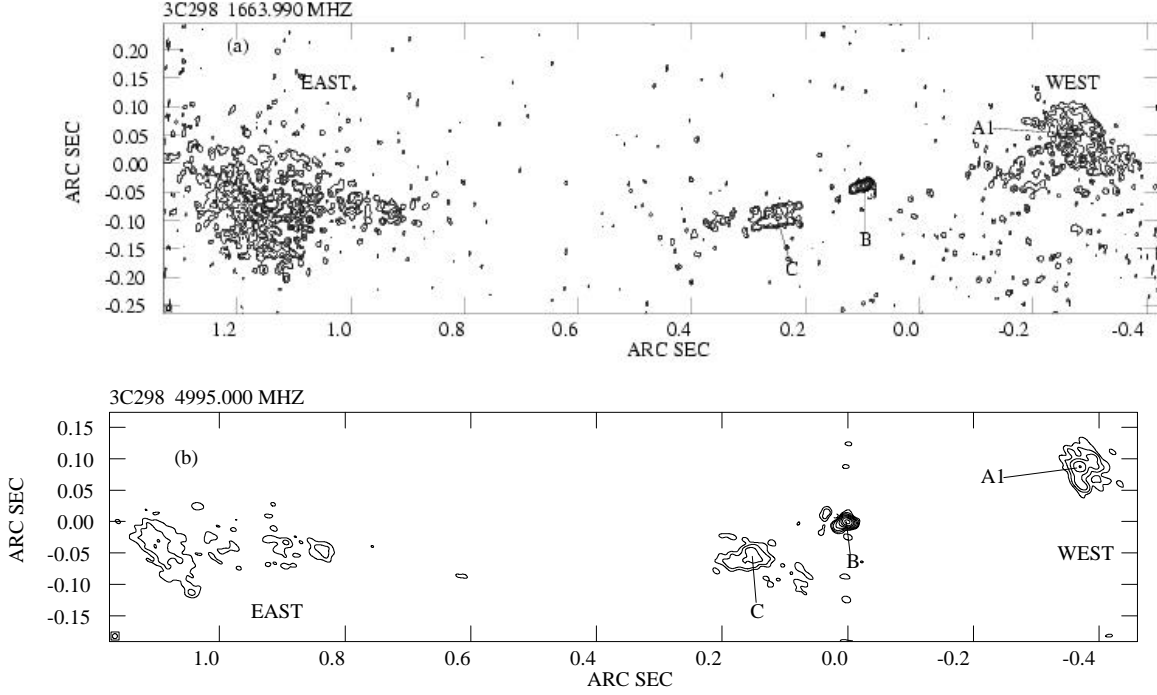 3C298 1663.990 MHZ
(a)
EAST
WEST
A1
B
C
ARC SEC
0.20
0.15
0.10
0.05
0.00
-0.05
-0.10
-0.15
-0.20
-0.25
1.2 1.0 0.8 0.6 0.4 0.2 0.0 -0.2 -0.4
ARC SEC
3C298 4995.000 MHZ
(b)
A1
WEST
B
EAST
C
ARC SEC
0.15
0.10
0.05
0.00
-0.05
-0.10
-0.15
1.0 0.8 0.6 0.4 0.2 0.0 -0.2 -0.4
ARC SEC